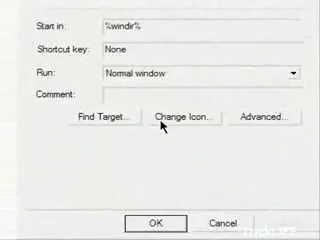 Start in:
%windir%
Shortcut key:
None
Run:
Normal window
Comment:
Find Target...
Change Icon...
Advanced...
OK
Cancel